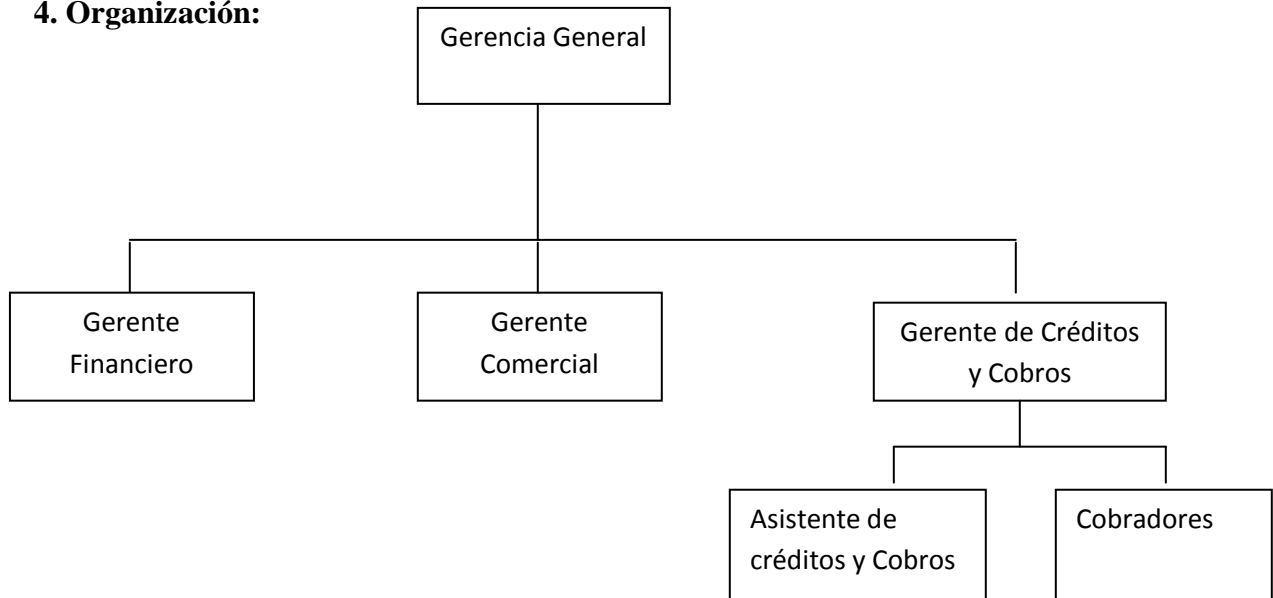 4. Organización:
Gerencia General
Gerente
Financiero
Gerente
Comercial
Gerente de Créditos
y Cobros
Asistente de
créditos y Cobros
Cobradores